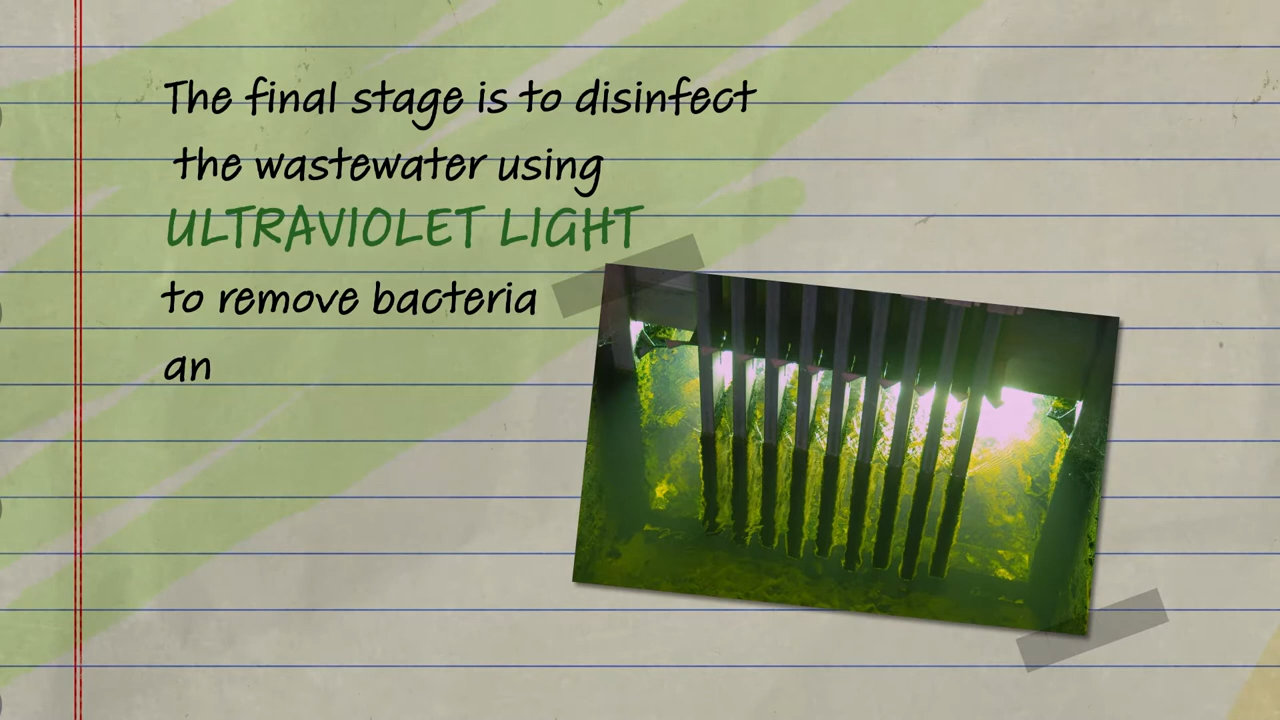 The final stage is to disinfect
the wastewater using
ULTRAVIOLET LIGHT
to remove bacteria
an